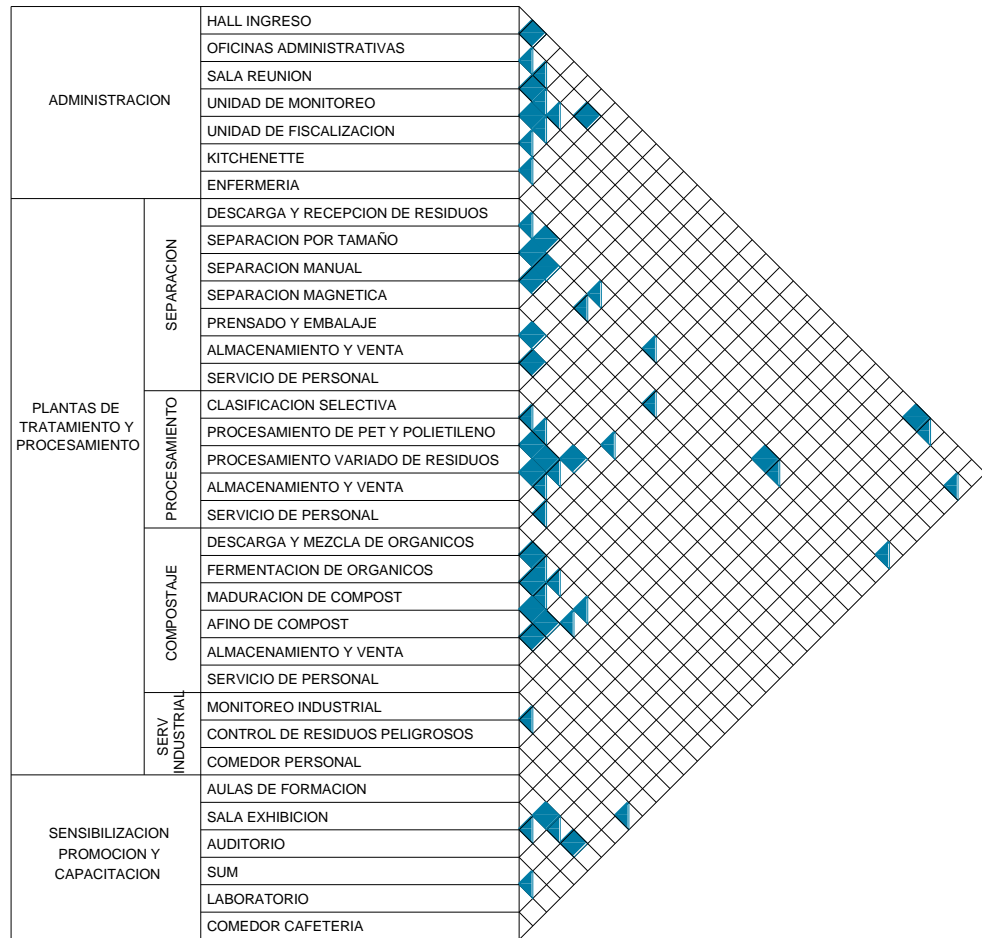 ADMINISTRACION
HALL INGRESO
OFICINAS ADMINISTRATIVAS
SALA REUNION
UNIDAD DE MONITOREO
UNIDAD DE FISCALIZACION
KITCHENETTE
ENFERMERIA
PLANTAS DE
TRATAMIENTO Y
PROCESAMIENTO
SEPARACION
DESCARGA Y RECEPCION DE RESIDUOS
SEPARACION POR TAMAÑO
SEPARACION MANUAL
SEPARACION MAGNETICA
PRENSADO Y EMBALAJE
ALMACENAMIENTO Y VENTA
SERVICIO DE PERSONAL
PROCESAMIENTO
CLASIFICACION SELECTIVA
PROCESAMIENTO DE PET Y POLIETILENO
PROCESAMIENTO VARIADO DE RESIDUOS
ALMACENAMIENTO Y VENTA
SERVICIO DE PERSONAL
COMPOSTAJE
DESCARGA Y MEZCLA DE ORGANICOS
FERMENTACION DE ORGANICOS
MADURACION DE COMPOST
AFINO DE COMPOST
ALMACENAMIENTO Y VENTA
SERVICIO DE PERSONAL
SERV
INDUSTRIAL
MONITOREO INDUSTRIAL
CONTROL DE RESIDUOS PELIGROSOS
COMEDOR PERSONAL
SENSIBILIZACION
PROMOCION Y
CAPACITACION
AULAS DE FORMACION
SALA EXHIBICION
AUDITORIO
SUM
LABORATORIO
COMEDOR CAFETERIA